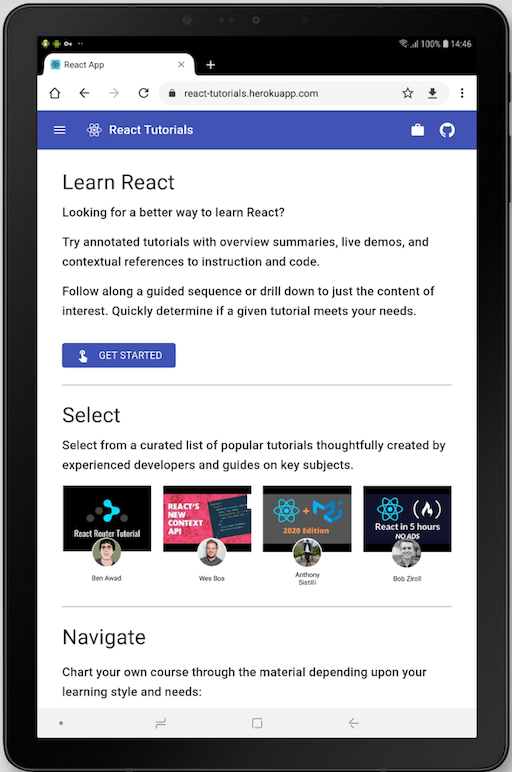 100% 14:46
React App
react-tutorials.herokuapp.com
React Tutorials
Learn React
Looking for a better way to learn React?
Try annotated tutorials with overview summaries, live demos, and
contextual references to instruction and code.
Follow along a guided sequence or drill down to just the content of
interest. Quickly determine if a given tutorial meets your needs.
GET STARTED
Select
Select from a curated list of popular tutorials thoughtfully created by
experienced developers and guides on key subjects.
React Router Tutorial
Ben Awad
REACT'S
NEW
CONTEXT
API
Wes Bos
+
2020 Edition
Anthony
Sistilli
React in 5 hours
NO ADS
Bob Ziroll
Navigate
Chart your own course through the material depending upon your
learning style and needs: